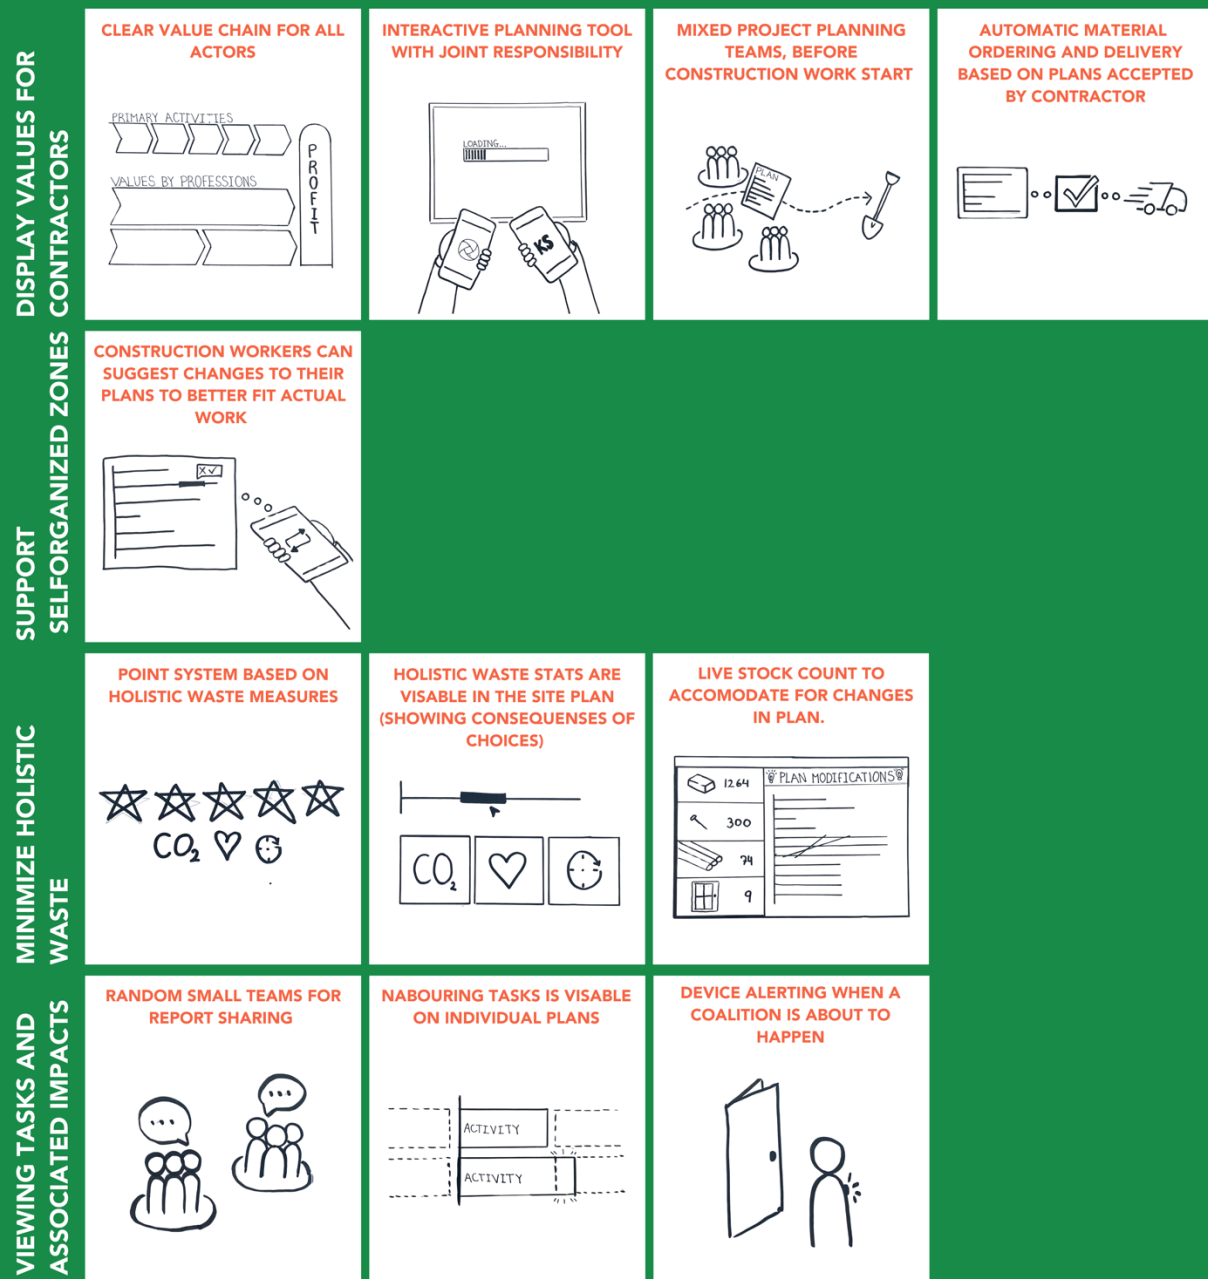 DISPLAY VALUES FOR
CONTRACTORS
CLEAR VALUE CHAIN FOR ALL
ACTORS
PRIMARY ACTIVITIES
VALUES BY PROFESSIONS
PROFIT
INTERACTIVE PLANNING TOOL
WITH JOINT RESPONSIBILITY
LOADING...
KS
MIXED PROJECT PLANNING
TEAMS, BEFORE
CONSTRUCTION WORK START
PLAN
AUTOMATIC MATERIAL
ORDERING AND DELIVERY
BASED ON PLANS ACCEPTED
BY CONTRACTOR
SUPPORT
SELFORGANIZED ZONES
CONSTRUCTION WORKERS CAN
SUGGEST CHANGES TO THEIR
PLANS TO BETTER FIT ACTUAL
WORK
MINIMIZE HOLISTIC
WASTE
POINT SYSTEM BASED ON
HOLISTIC WASTE MEASURES
CO₂
HOLISTIC WASTE STATS ARE
VISABLE IN THE SITE PLAN
(SHOWING CONSEQUENSES OF
CHOICES)
CO₂
LIVE STOCK COUNT TO
ACCOMODATE FOR CHANGES
IN PLAN.
PLAN MODIFICATIONS
1264
300
74
9
VIEWING TASKS AND
ASSOCIATED IMPACTS
RANDOM SMALL TEAMS FOR
REPORT SHARING
...
...
NABOURING TASKS IS VISABLE
ON INDIVIDUAL PLANS
ACTIVITY
ACTIVITY
DEVICE ALERTING WHEN A
COALITION IS ABOUT TO
HAPPEN